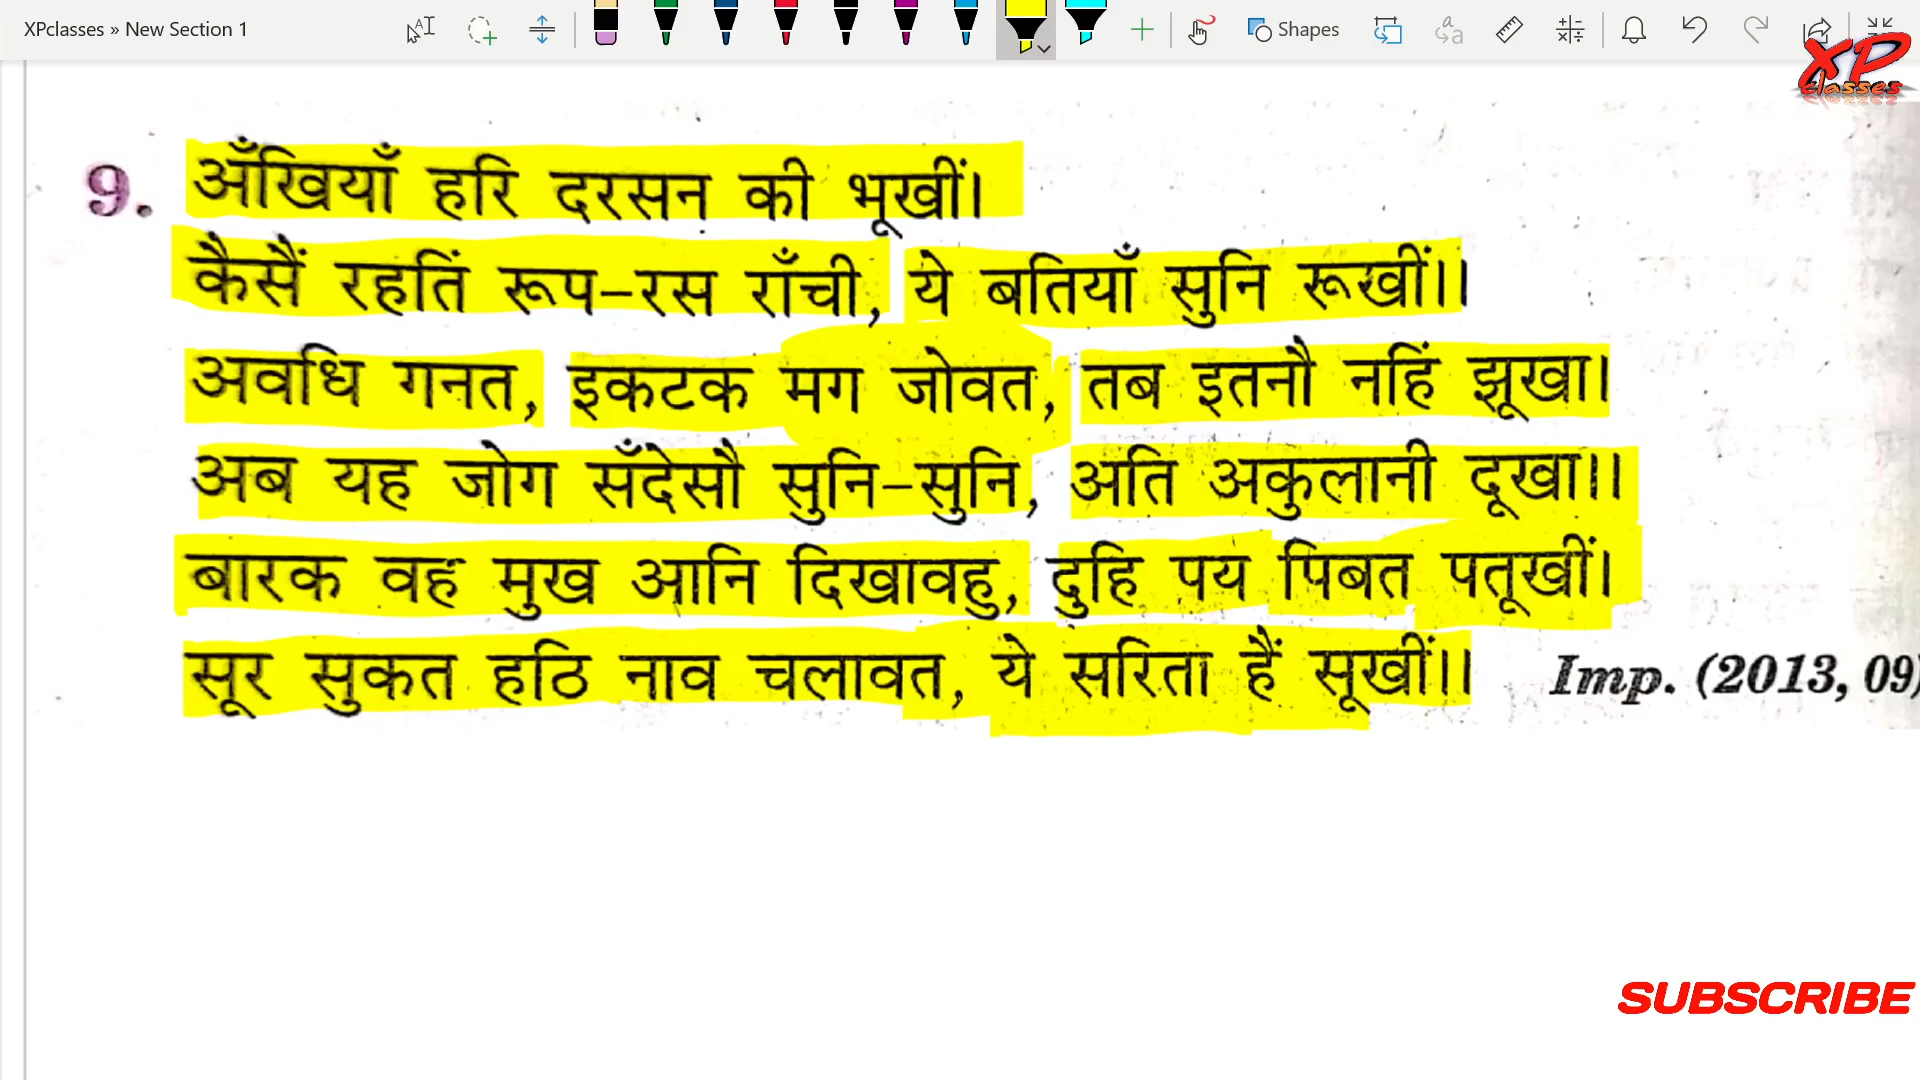 XPclasses » New Section 1
Shapes
XP classes
9. अँखियाँ हरि दरसन की भूखीं।
कैसैं रहतिं रूप-रस राँची, ये बतियाँ सुनि रूखीं।।
अवधि गनत, इकटक मग जोवत, तब इतनौ नहिं झूखा।
अब यह जोग सँदेसौ सुनि-सुनि, अति अकुलानी दूखा।।
बारक वह मुख आनि दिखावहु, दुहि पय पिबत पतूखीं।
सूर सुकत हठि नाव चलावत, ये सरिता हैं सूखीं।। Imp. (2013, 09)
SUBSCRIBE